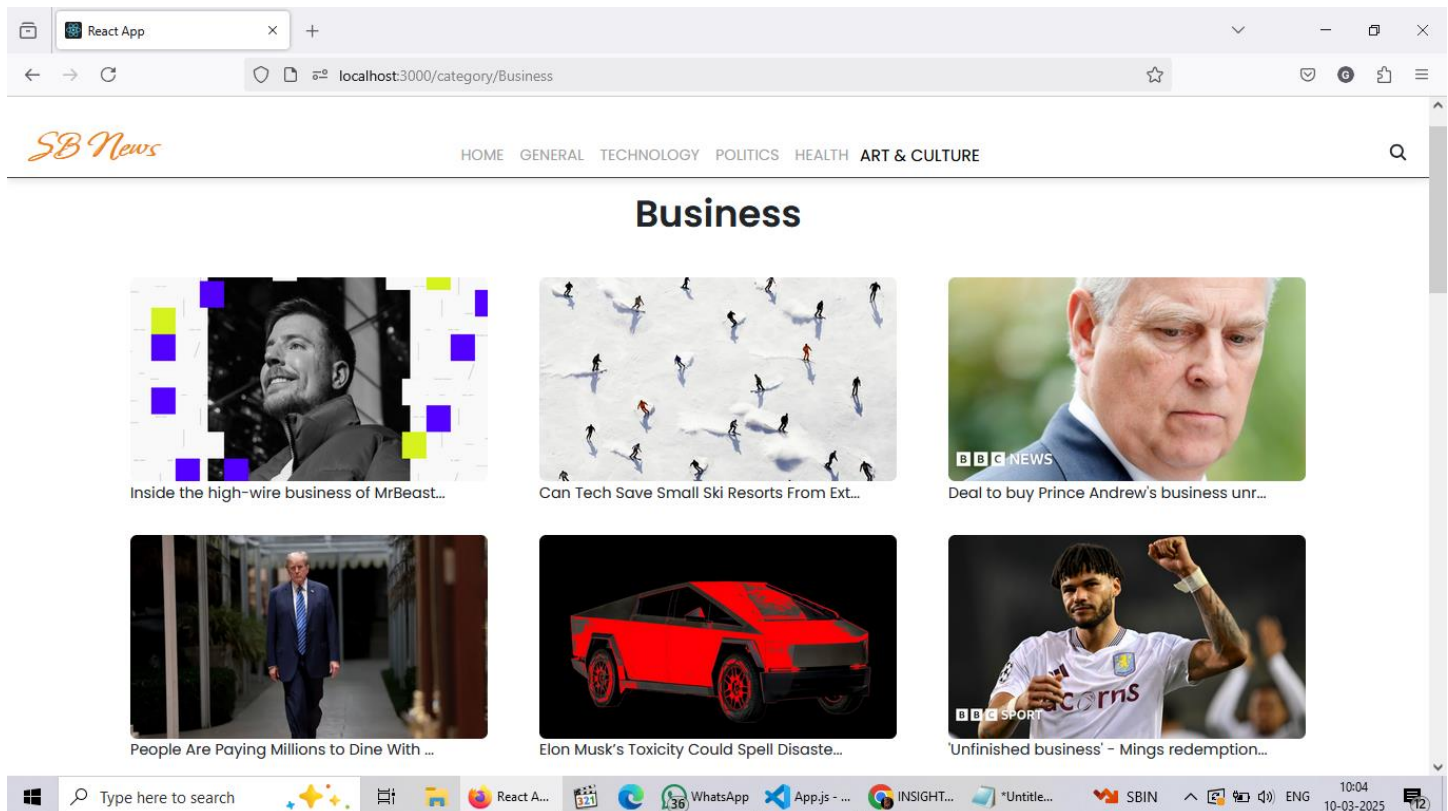 React App
localhost:3000/category/Business
G
SB News
HOME GENERAL TECHNOLOGY POLITICS HEALTH ART & CULTURE
Business
BBC NEWS
Inside the high-wire business of MrBeast...
Can Tech Save Small Ski Resorts From Ext...
Deal to buy Prince Andrew's business unr...
acorns
BBC SPORT
People Are Paying Millions to Dine With ...
Elon Musk's Toxicity Could Spell Disaste...
'Unfinished business' - Mings redemption...
Type here to search
React A...
321
36
WhatsApp
App.js - ...
INSIGHT...
*Untitle...
SBIN
ENG
10:04
10-03-2025
12